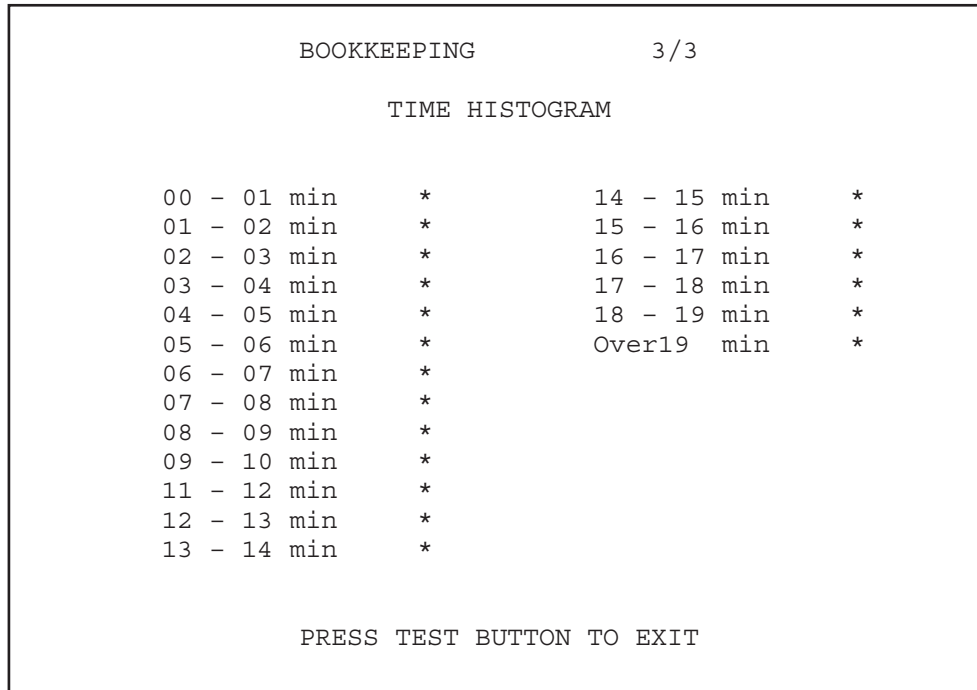 BOOKKEEPING 3/3
TIME HISTOGRAM
00 – 01 min *
01 – 02 min *
02 – 03 min *
03 – 04 min *
04 – 05 min *
05 – 06 min *
06 – 07 min *
07 – 08 min *
08 – 09 min *
09 – 10 min *
11 – 12 min *
12 – 13 min *
13 – 14 min *
14 – 15 min *
15 – 16 min *
16 – 17 min *
17 – 18 min *
18 – 19 min *
Over19 min *
PRESS TEST BUTTON TO EXIT